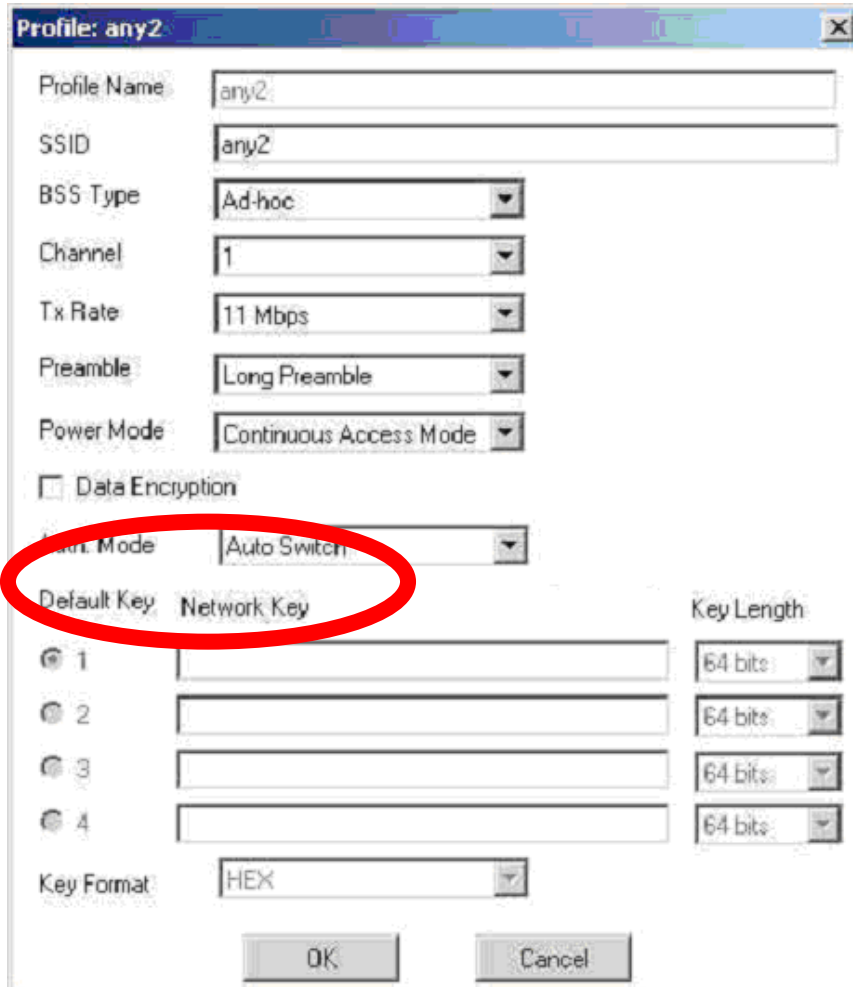 Profile: any2
Profile Name any2
SSID any2
BSS Type Ad-hoc
Channel 1
Tx Rate 11 Mbps
Preamble Long Preamble
Power Mode Continuous Access Mode
Data Encryption
Auth. Mode Auto Switch
Default Key Network Key Key Length
1 64 bits
2 64 bits
3 64 bits
4 64 bits
Key Format HEX
OK Cancel